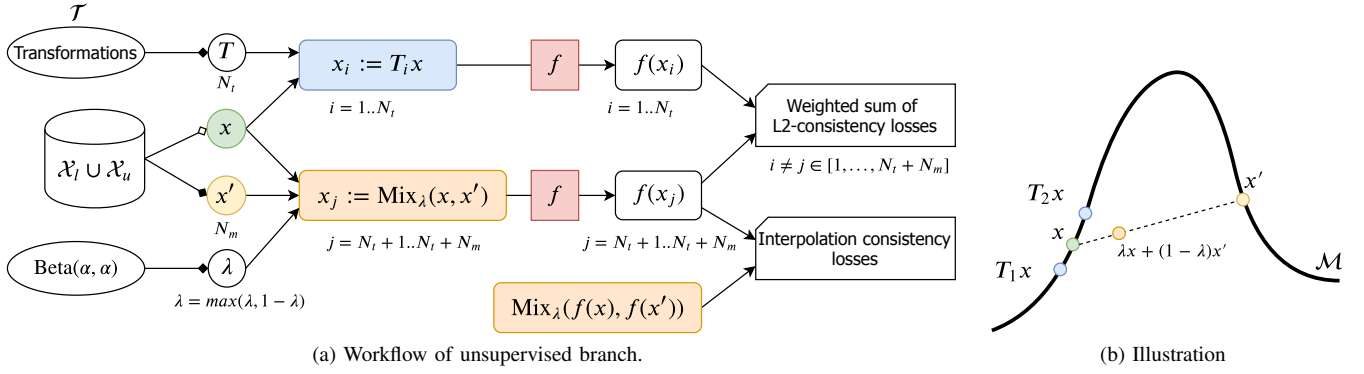 𝒯
Transformations
T
N_t
x_i := T_i x
i = 1..N_t
f
f(x_i)
i = 1..N_t
Weighted sum of
L2-consistency losses
i ≠ j ∈ [1, …, N_t + N_m]
𝒳_l ∪ 𝒳_u
x
x′
N_m
x_j := Mix_λ(x, x′)
j = N_t + 1..N_t + N_m
f
f(x_j)
j = N_t + 1..N_t + N_m
Interpolation consistency
losses
Beta(α, α)
λ
λ = max(λ, 1 − λ)
Mix_λ(f(x), f(x′))
(a) Workflow of unsupervised branch.
T_2 x
x
T_1 x
x′
λx + (1 − λ)x′
ℳ
(b) Illustration